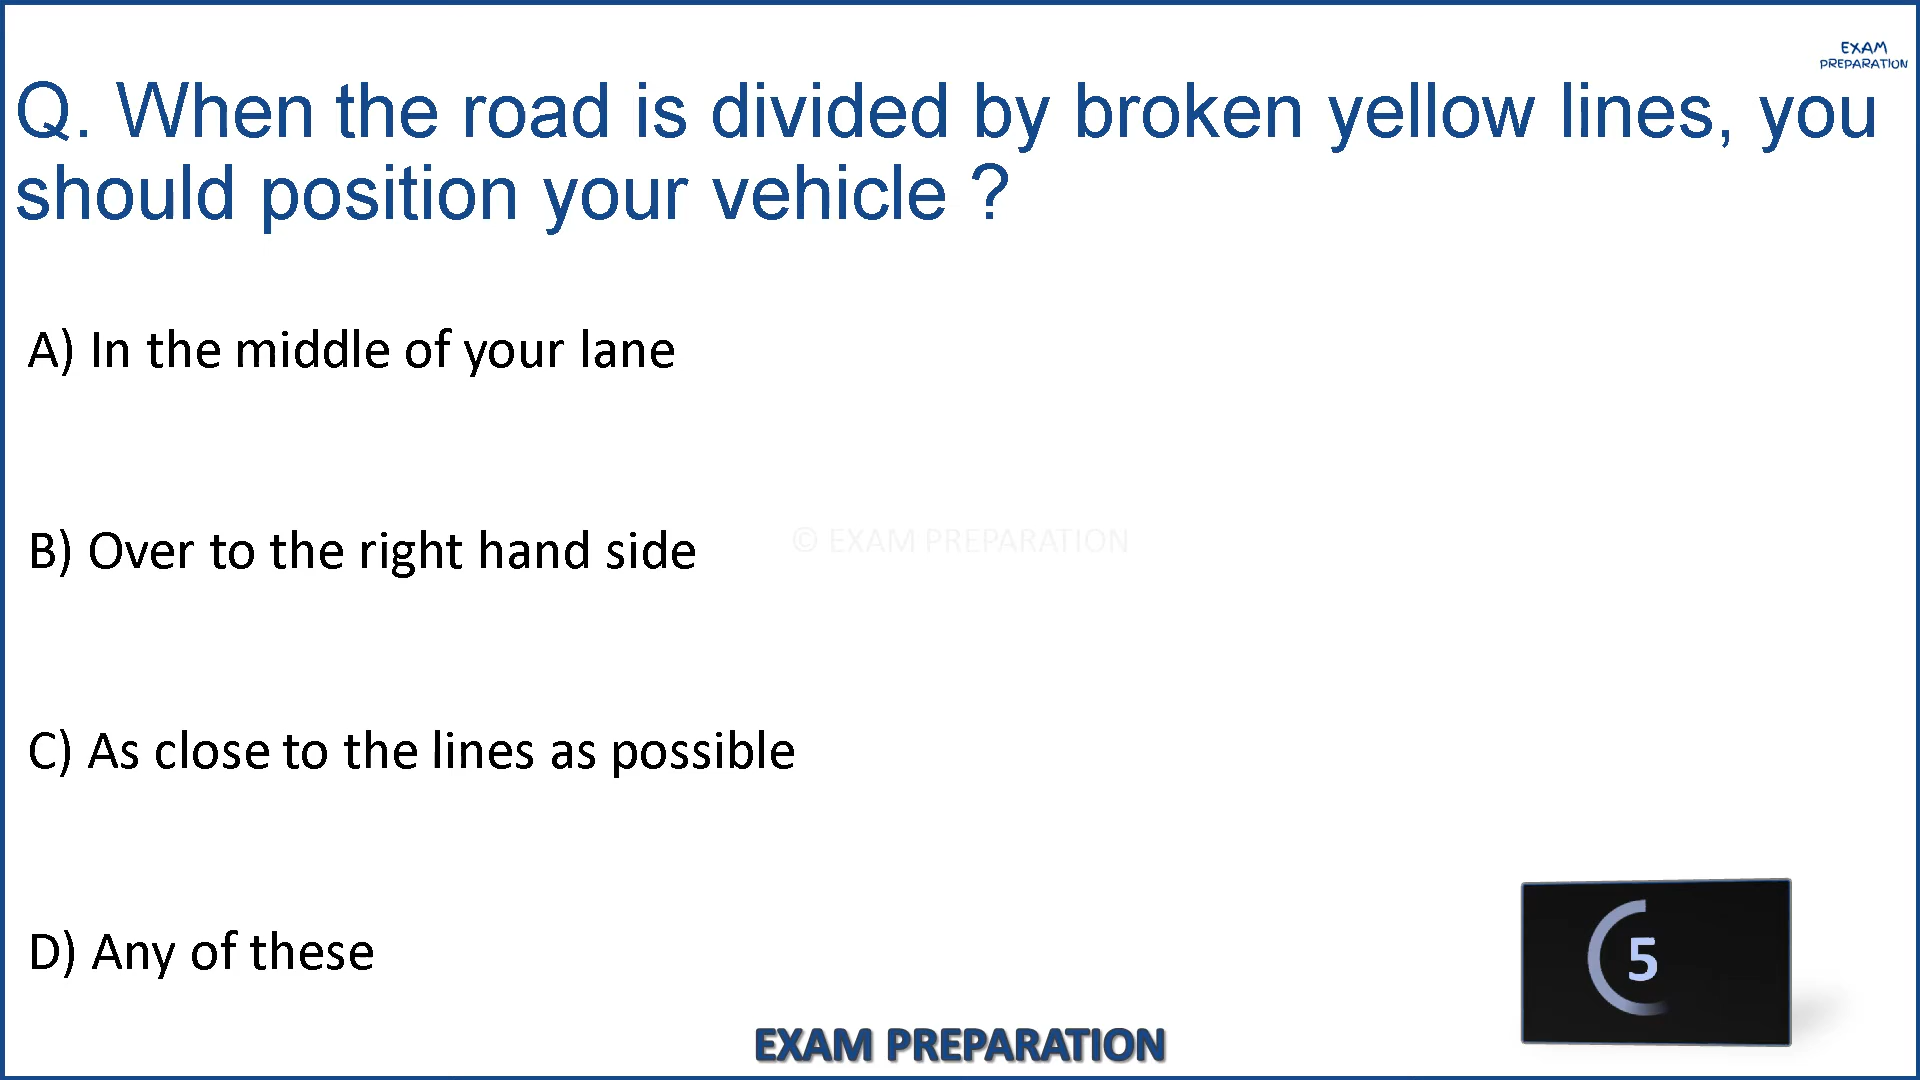 EXAM
PREPARATION
Q. When the road is divided by broken yellow lines, you
should position your vehicle ?
A) In the middle of your lane
B) Over to the right hand side
© EXAM PREPARATION
C) As close to the lines as possible
D) Any of these
5
EXAM PREPARATION